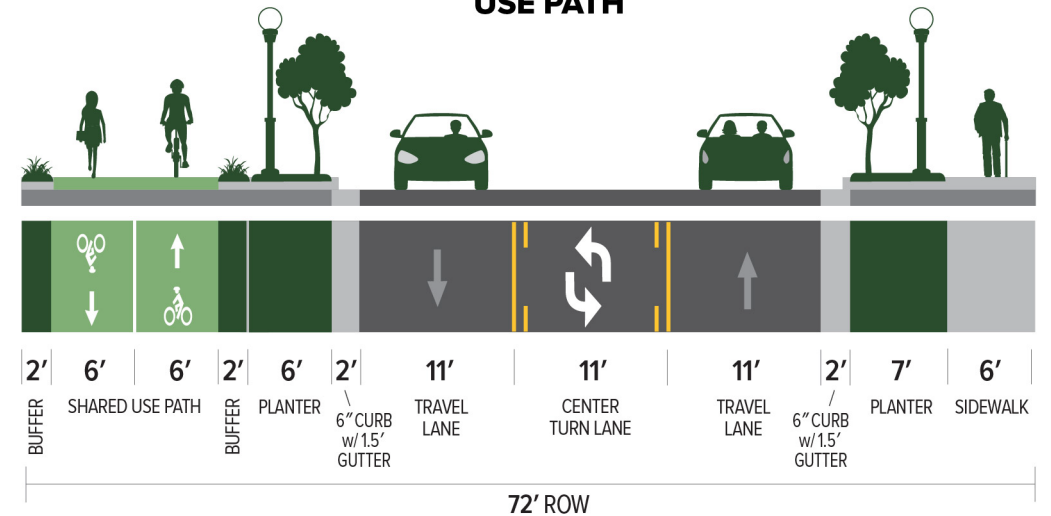 USE PATH
2’ 6’ 6’ 2’ 6’ 2’ 11’ 11’ 11’ 2’ 7’ 6’
BUFFER
SHARED USE PATH
BUFFER
PLANTER
6” CURB
w/ 1.5’
GUTTER
TRAVEL
LANE
CENTER
TURN LANE
TRAVEL
LANE
6” CURB
w/ 1.5’
GUTTER
PLANTER
SIDEWALK
72’ ROW